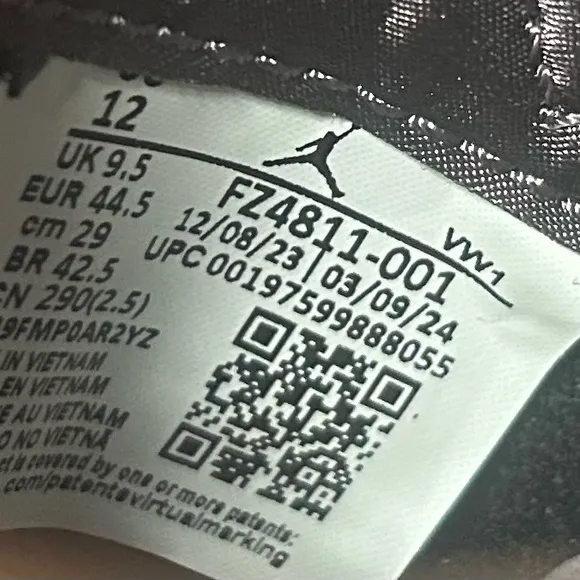 12
UK 9.5
EUR 44.5
cm 29
BR 42.5
CN 290(2.5)
FZ4811-001
VW1
12/08/23 | 03/09/24
UPC 00197599888055
9FMP0AR2YZ
IN VIETNAM
EN VIETNAM
AU VIETNAM
NO VIETNÃ
is covered by one or more patents:
com/patentevirtualmarking